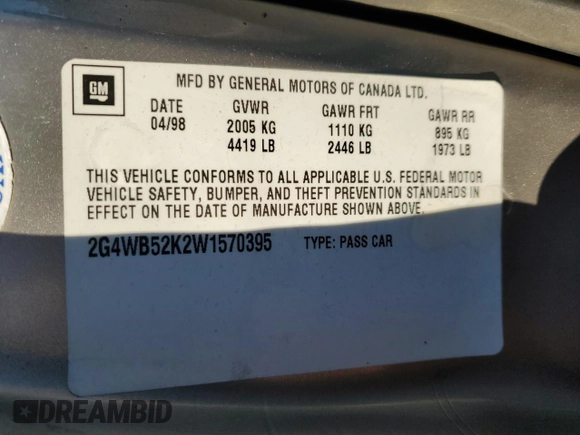 GM
MFD BY GENERAL MOTORS OF CANADA LTD.
DATE GVWR GAWR FRT GAWR RR
04/98 2005 KG 1110 KG 895 KG
4419 LB 2446 LB 1973 LB
THIS VEHICLE CONFORMS TO ALL APPLICABLE U.S. FEDERAL MOTOR
VEHICLE SAFETY, BUMPER, AND THEFT PREVENTION STANDARDS IN
EFFECT ON THE DATE OF MANUFACTURE SHOWN ABOVE.
2G4WB52K2W1570395 TYPE: PASS CAR
DREAMBID